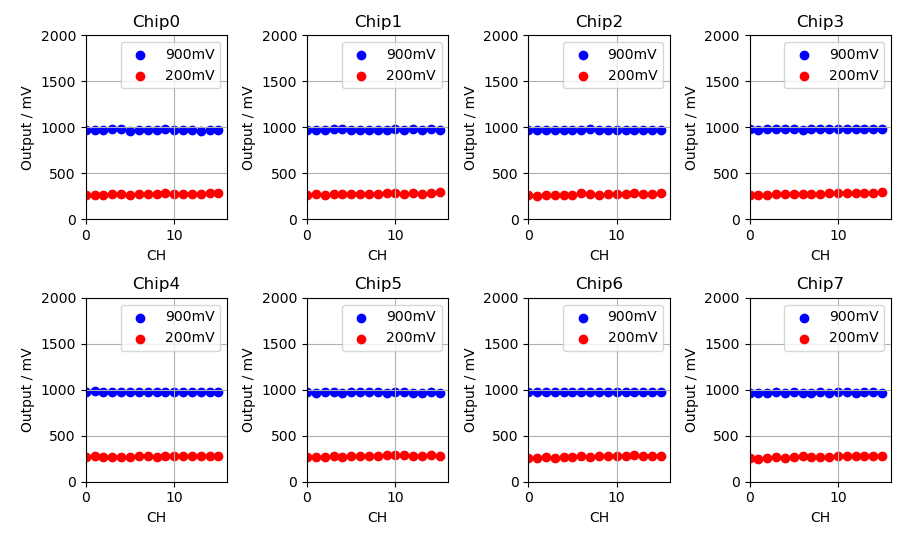 Chip0
Chip1
Chip2
Chip3
2000
1500
1000
500
0
Output / mV
900mV
200mV
0
10
CH
2000
1500
1000
500
0
Output / mV
900mV
200mV
0
10
CH
2000
1500
1000
500
0
Output / mV
900mV
200mV
0
10
CH
2000
1500
1000
500
0
Output / mV
900mV
200mV
0
10
CH
Chip4
Chip5
Chip6
Chip7
2000
1500
1000
500
0
Output / mV
900mV
200mV
0
10
CH
2000
1500
1000
500
0
Output / mV
900mV
200mV
0
10
CH
2000
1500
1000
500
0
Output / mV
900mV
200mV
0
10
CH
2000
1500
1000
500
0
Output / mV
900mV
200mV
0
10
CH